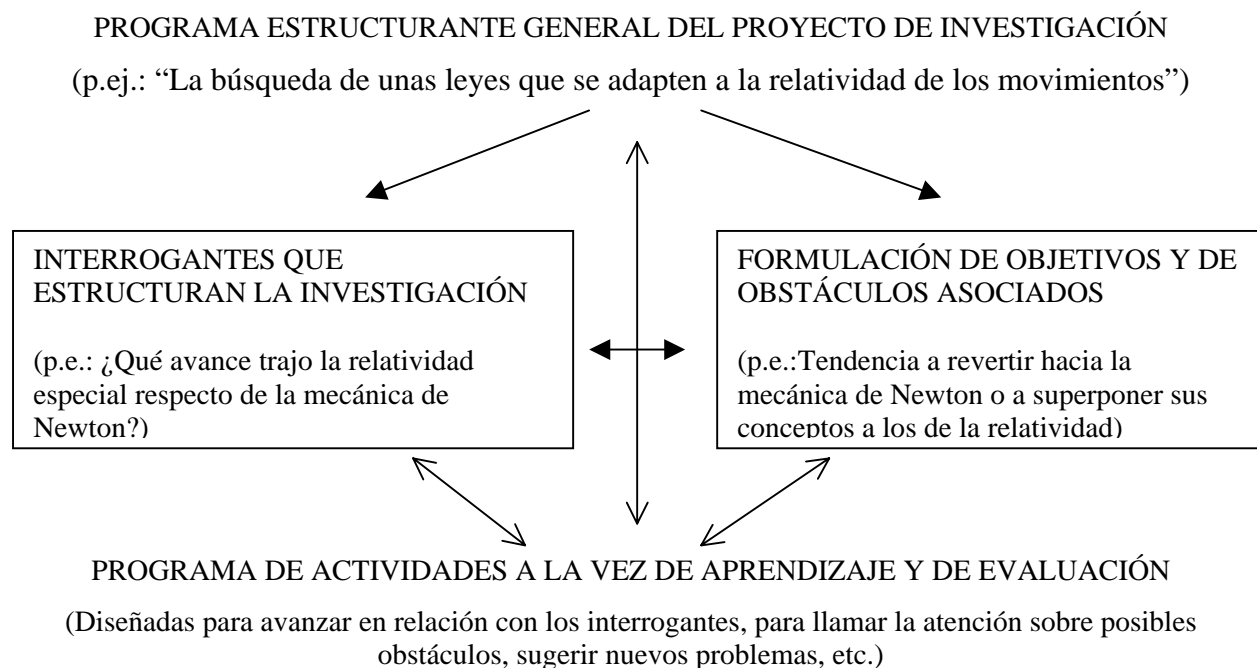 PROGRAMA ESTRUCTURANTE GENERAL DEL PROYECTO DE INVESTIGACIÓN
(p.ej.: “La búsqueda de unas leyes que se adapten a la relatividad de los movimientos”)
INTERROGANTES QUE
ESTRUCTURAN LA INVESTIGACIÓN
(p.e.: ¿Qué avance trajo la relatividad
especial respecto de la mecánica de
Newton?)
FORMULACIÓN DE OBJETIVOS Y DE
OBSTÁCULOS ASOCIADOS
(p.e.:Tendencia a revertir hacia la
mecánica de Newton o a superponer sus
conceptos a los de la relatividad)
PROGRAMA DE ACTIVIDADES A LA VEZ DE APRENDIZAJE Y DE EVALUACIÓN
(Diseñadas para avanzar en relación con los interrogantes, para llamar la atención sobre posibles
obstáculos, sugerir nuevos problemas, etc.)